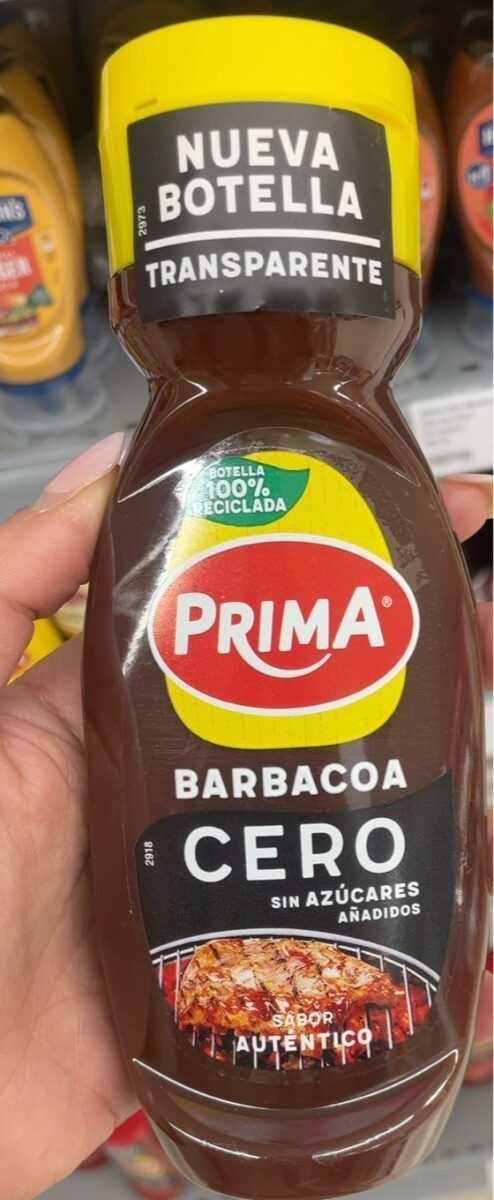 NUEVA
BOTELLA
TRANSPARENTE
2973
BOTELLA
100%
RECICLADA
PRIMA®
BARBACOA
CERO
SIN AZÚCARES
AÑADIDOS
2918
SABOR
AUTÉNTICO